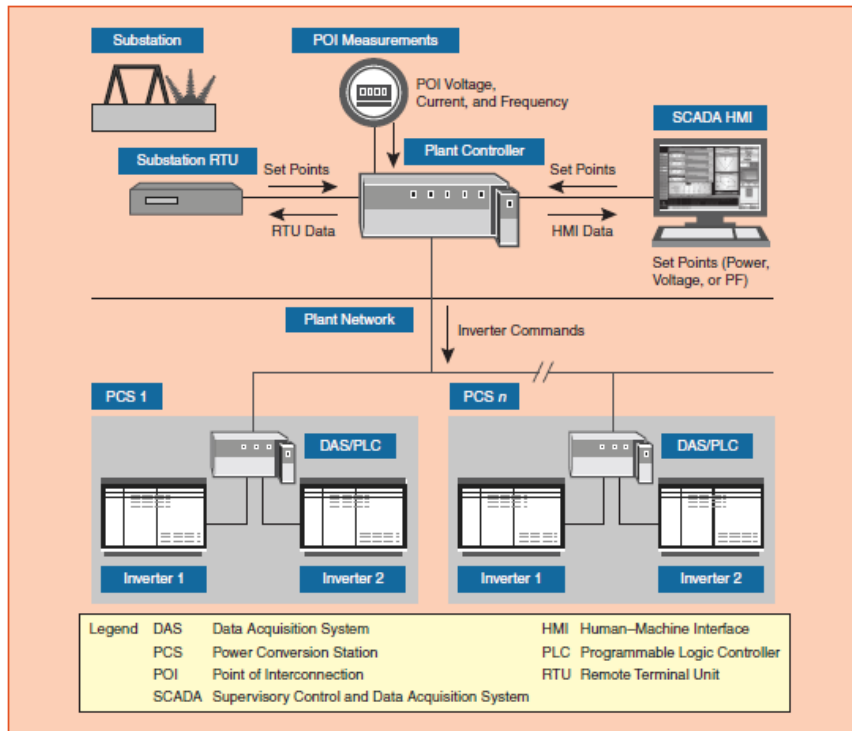 Substation
POI Measurements
POI Voltage,
Current, and Frequency
SCADA HMI
Substation RTU
Set Points
Plant Controller
Set Points
RTU Data
HMI Data
Set Points (Power,
Voltage, or PF)
Plant Network
Inverter Commands
PCS 1
PCS n
DAS/PLC
DAS/PLC
Inverter 1
Inverter 2
Inverter 1
Inverter 2
Legend DAS Data Acquisition System HMI Human–Machine Interface
PCS Power Conversion Station PLC Programmable Logic Controller
POI Point of Interconnection RTU Remote Terminal Unit
SCADA Supervisory Control and Data Acquisition System